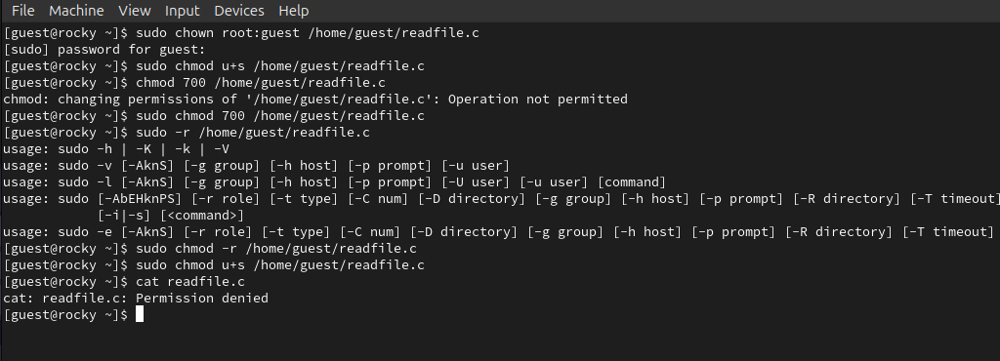 File Machine View Input Devices Help
[guest@rocky ~]$ sudo chown root:guest /home/guest/readfile.c
[sudo] password for guest:
[guest@rocky ~]$ sudo chmod u+s /home/guest/readfile.c
[guest@rocky ~]$ chmod 700 /home/guest/readfile.c
chmod: changing permissions of '/home/guest/readfile.c': Operation not permitted
[guest@rocky ~]$ sudo chmod 700 /home/guest/readfile.c
[guest@rocky ~]$ sudo -r /home/guest/readfile.c
usage: sudo -h | -K | -k | -V
usage: sudo -v [-AknS] [-g group] [-h host] [-p prompt] [-u user]
usage: sudo -l [-AknS] [-g group] [-h host] [-p prompt] [-U user] [-u user] [command]
usage: sudo [-AbEHknPS] [-r role] [-t type] [-C num] [-D directory] [-g group] [-h host] [-p prompt] [-R directory] [-T timeout]
[-i|-s] [<command>]
usage: sudo -e [-AknS] [-r role] [-t type] [-C num] [-D directory] [-g group] [-h host] [-p prompt] [-R directory] [-T timeout]
[guest@rocky ~]$ sudo chmod -r /home/guest/readfile.c
[guest@rocky ~]$ sudo chmod u+s /home/guest/readfile.c
[guest@rocky ~]$ cat readfile.c
cat: readfile.c: Permission denied
[guest@rocky ~]$